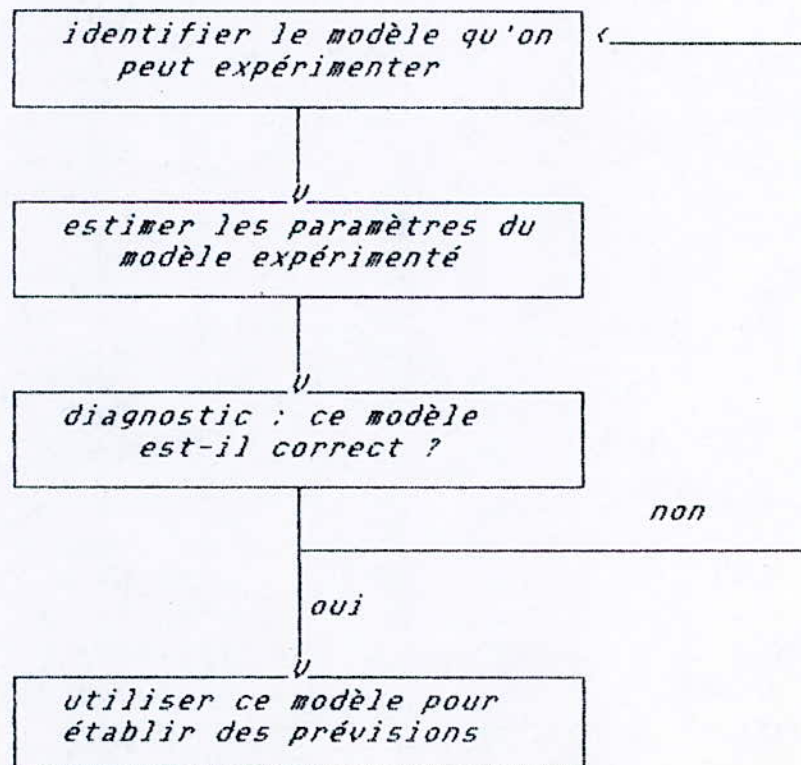 identifier le modèle qu'on
peut expérimenter
estimer les paramètres du
modèle expérimenté
diagnostic : ce modèle
est-il correct ?
non
oui
utiliser ce modèle pour
établir des prévisions